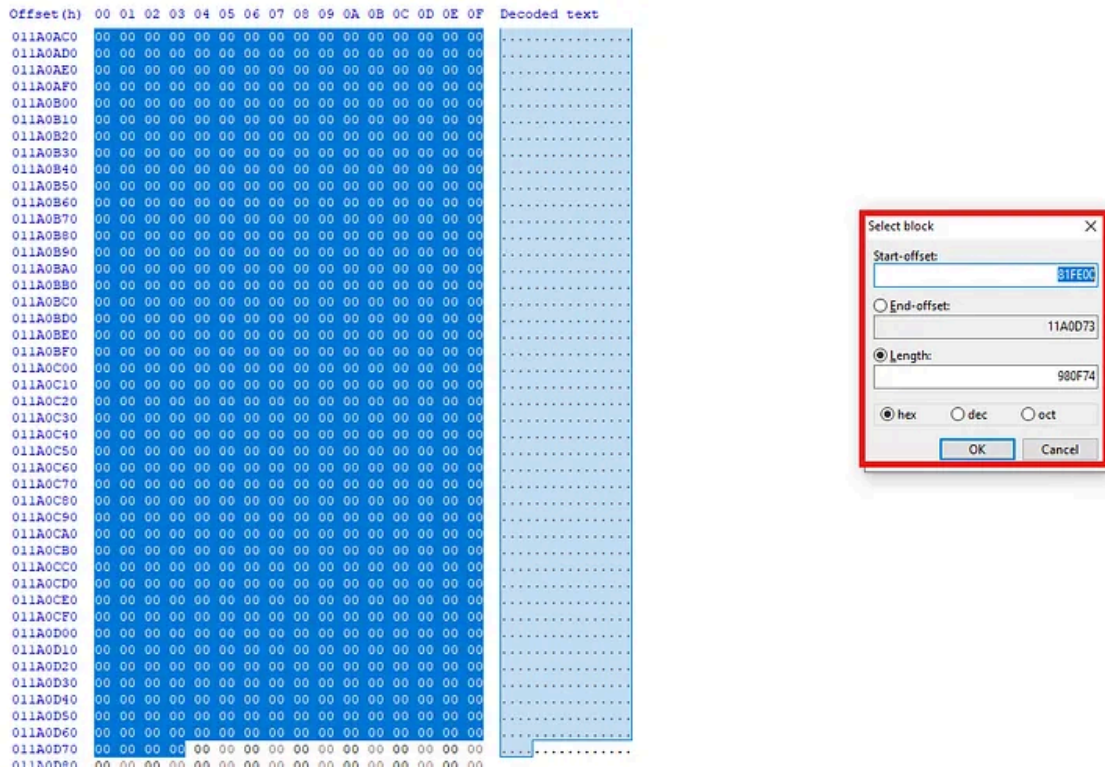 Offset(h) 00 01 02 03 04 05 06 07 08 09 0A 0B 0C 0D 0E 0F Decoded text
011A0AC0 00 00 00 00 00 00 00 00 00 00 00 00 00 00 00 00 ................
011A0AD0 00 00 00 00 00 00 00 00 00 00 00 00 00 00 00 00 ................
011A0AE0 00 00 00 00 00 00 00 00 00 00 00 00 00 00 00 00 ................
011A0AF0 00 00 00 00 00 00 00 00 00 00 00 00 00 00 00 00 ................
011A0B00 00 00 00 00 00 00 00 00 00 00 00 00 00 00 00 00 ................
011A0B10 00 00 00 00 00 00 00 00 00 00 00 00 00 00 00 00 ................
011A0B20 00 00 00 00 00 00 00 00 00 00 00 00 00 00 00 00 ................
011A0B30 00 00 00 00 00 00 00 00 00 00 00 00 00 00 00 00 ................
011A0B40 00 00 00 00 00 00 00 00 00 00 00 00 00 00 00 00 ................
011A0B50 00 00 00 00 00 00 00 00 00 00 00 00 00 00 00 00 ................
011A0B60 00 00 00 00 00 00 00 00 00 00 00 00 00 00 00 00 ................
011A0B70 00 00 00 00 00 00 00 00 00 00 00 00 00 00 00 00 ................
011A0B80 00 00 00 00 00 00 00 00 00 00 00 00 00 00 00 00 ................
011A0B90 00 00 00 00 00 00 00 00 00 00 00 00 00 00 00 00 ................
011A0BA0 00 00 00 00 00 00 00 00 00 00 00 00 00 00 00 00 ................
011A0BB0 00 00 00 00 00 00 00 00 00 00 00 00 00 00 00 00 ................
011A0BC0 00 00 00 00 00 00 00 00 00 00 00 00 00 00 00 00 ................
011A0BD0 00 00 00 00 00 00 00 00 00 00 00 00 00 00 00 00 ................
011A0BE0 00 00 00 00 00 00 00 00 00 00 00 00 00 00 00 00 ................
011A0BF0 00 00 00 00 00 00 00 00 00 00 00 00 00 00 00 00 ................
011A0C00 00 00 00 00 00 00 00 00 00 00 00 00 00 00 00 00 ................
011A0C10 00 00 00 00 00 00 00 00 00 00 00 00 00 00 00 00 ................
011A0C20 00 00 00 00 00 00 00 00 00 00 00 00 00 00 00 00 ................
011A0C30 00 00 00 00 00 00 00 00 00 00 00 00 00 00 00 00 ................
011A0C40 00 00 00 00 00 00 00 00 00 00 00 00 00 00 00 00 ................
011A0C50 00 00 00 00 00 00 00 00 00 00 00 00 00 00 00 00 ................
011A0C60 00 00 00 00 00 00 00 00 00 00 00 00 00 00 00 00 ................
011A0C70 00 00 00 00 00 00 00 00 00 00 00 00 00 00 00 00 ................
011A0C80 00 00 00 00 00 00 00 00 00 00 00 00 00 00 00 00 ................
011A0C90 00 00 00 00 00 00 00 00 00 00 00 00 00 00 00 00 ................
011A0CA0 00 00 00 00 00 00 00 00 00 00 00 00 00 00 00 00 ................
011A0CB0 00 00 00 00 00 00 00 00 00 00 00 00 00 00 00 00 ................
011A0CC0 00 00 00 00 00 00 00 00 00 00 00 00 00 00 00 00 ................
011A0CD0 00 00 00 00 00 00 00 00 00 00 00 00 00 00 00 00 ................
011A0CE0 00 00 00 00 00 00 00 00 00 00 00 00 00 00 00 00 ................
011A0CF0 00 00 00 00 00 00 00 00 00 00 00 00 00 00 00 00 ................
011A0D00 00 00 00 00 00 00 00 00 00 00 00 00 00 00 00 00 ................
011A0D10 00 00 00 00 00 00 00 00 00 00 00 00 00 00 00 00 ................
011A0D20 00 00 00 00 00 00 00 00 00 00 00 00 00 00 00 00 ................
011A0D30 00 00 00 00 00 00 00 00 00 00 00 00 00 00 00 00 ................
011A0D40 00 00 00 00 00 00 00 00 00 00 00 00 00 00 00 00 ................
011A0D50 00 00 00 00 00 00 00 00 00 00 00 00 00 00 00 00 ................
011A0D60 00 00 00 00 00 00 00 00 00 00 00 00 00 00 00 00 ................
011A0D70 00 00 00 00 00 00 00 00 00 00 00 00 00 00 00 00 ................
011A0D80 00 00 00 00 00 00 00 00 00 00 00 00 00 00 00 00
Select block
Start-offset:
81FE00
End-offset:
11A0D73
Length:
980F74
hex dec oct
OK Cancel